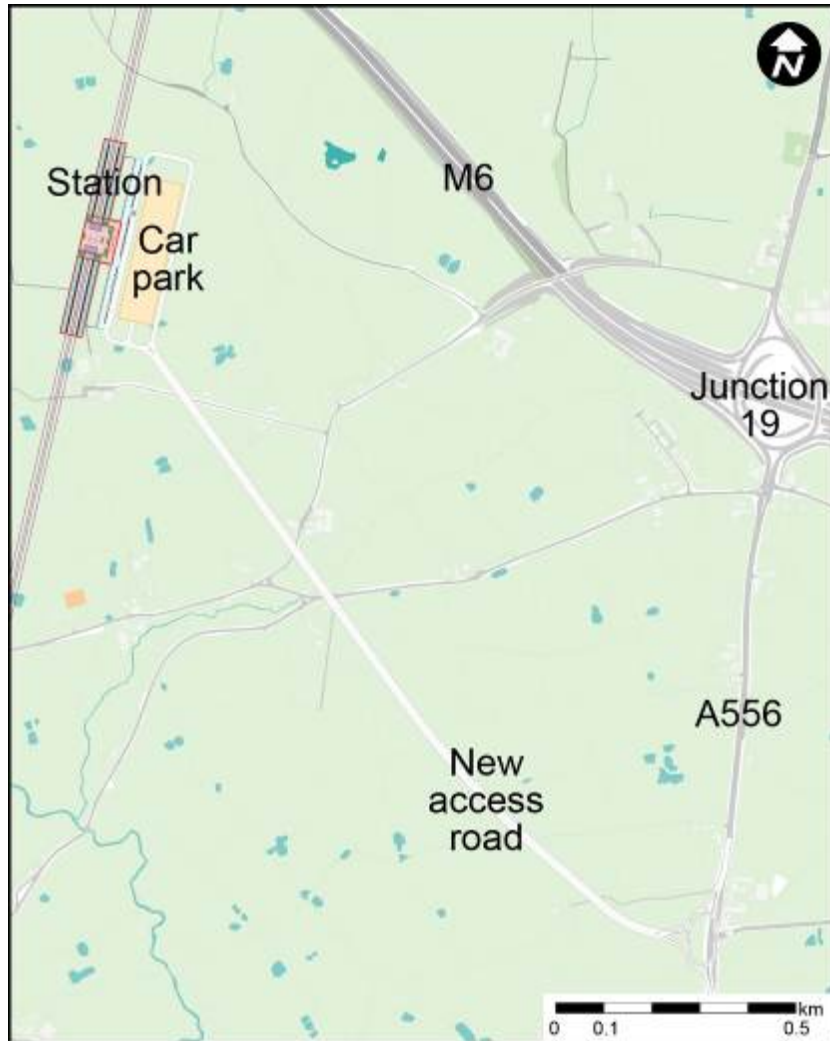 N
M6
Station
Car
park
Junction
19
A556
New
access
road
km
0 0.1 0.5